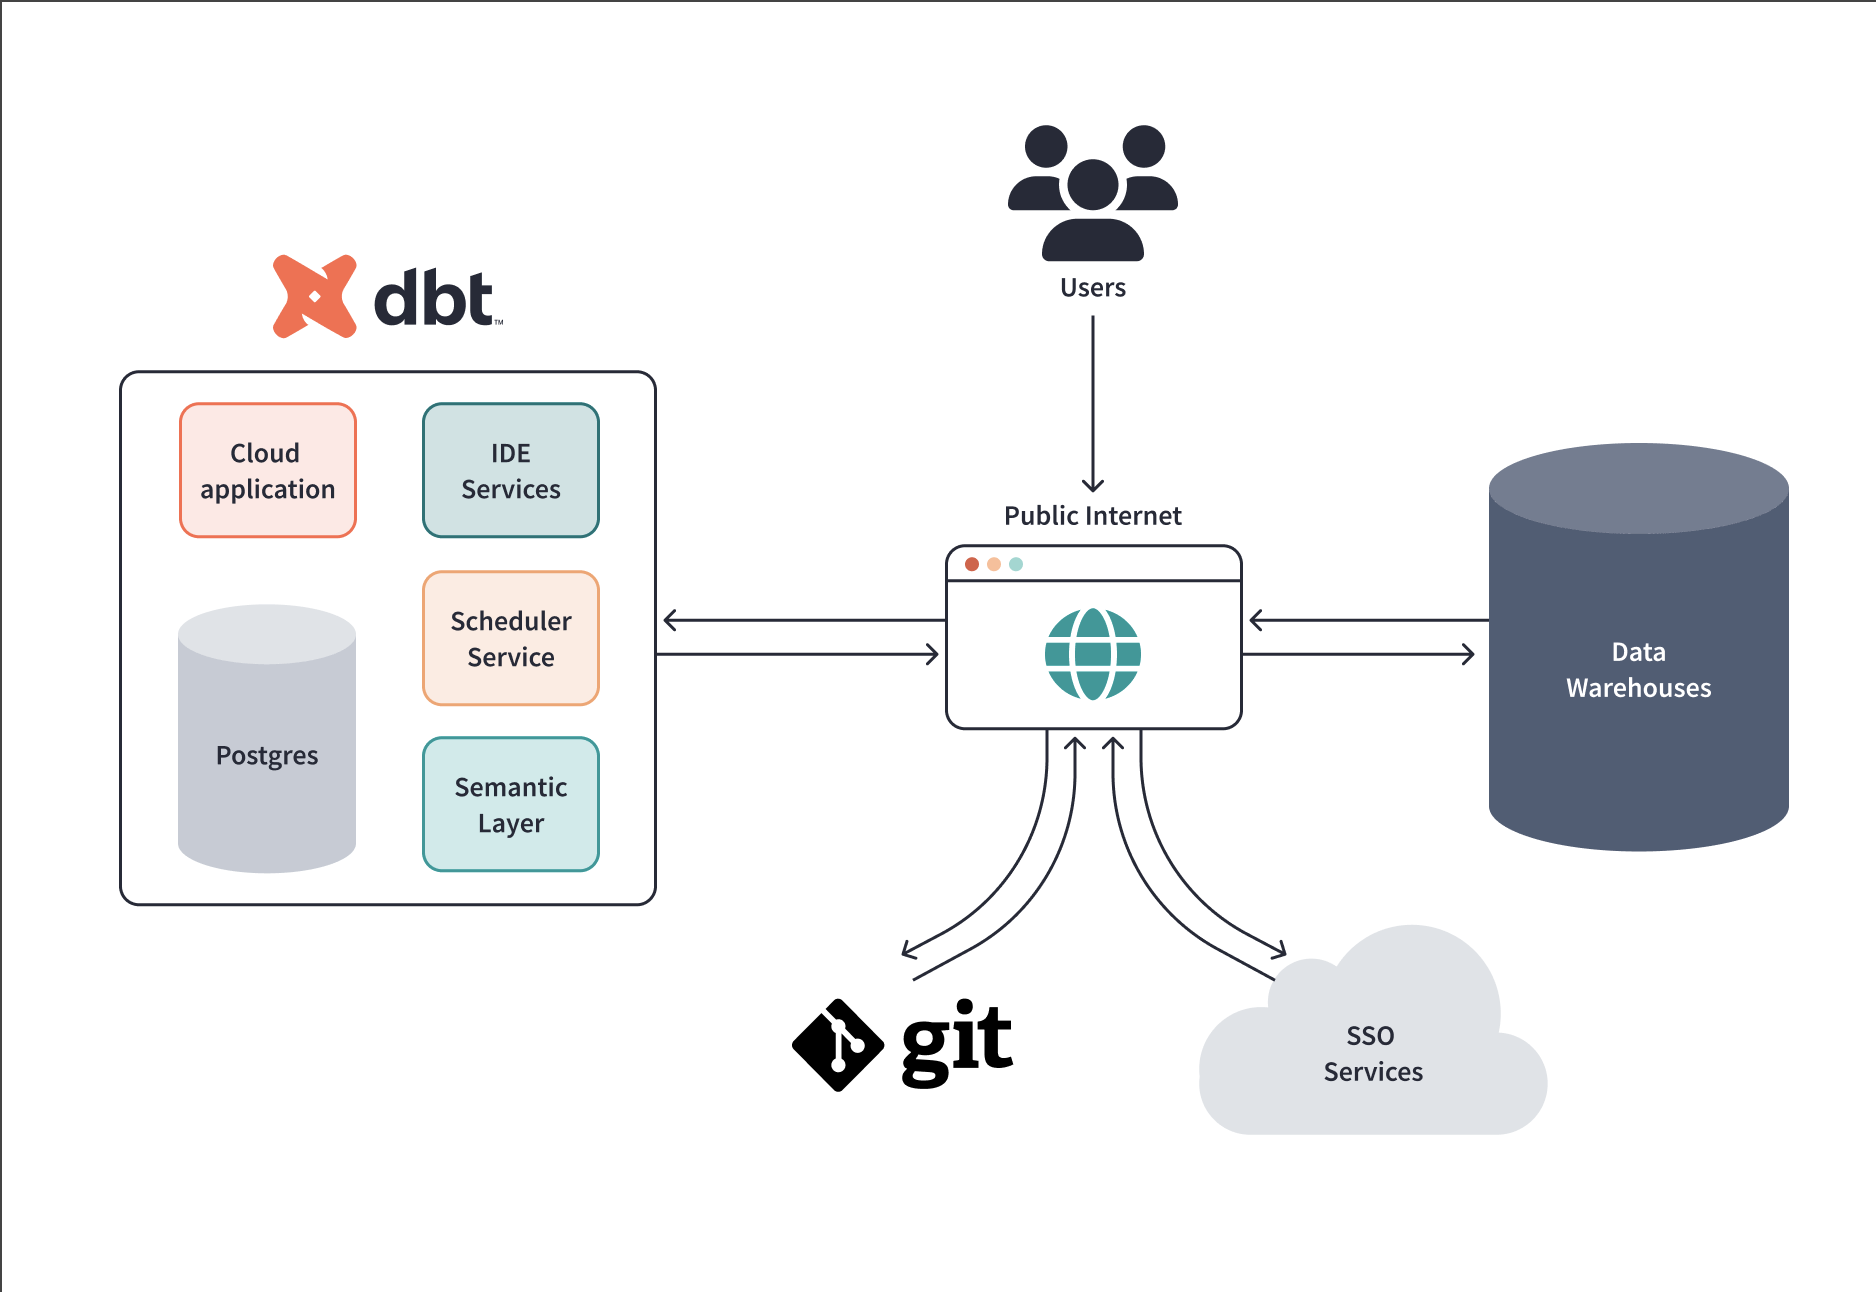 Users
dbt™
Cloud
application
IDE
Services
Public Internet
Scheduler
Service
Data
Warehouses
Postgres
Semantic
Layer
git
SSO
Services